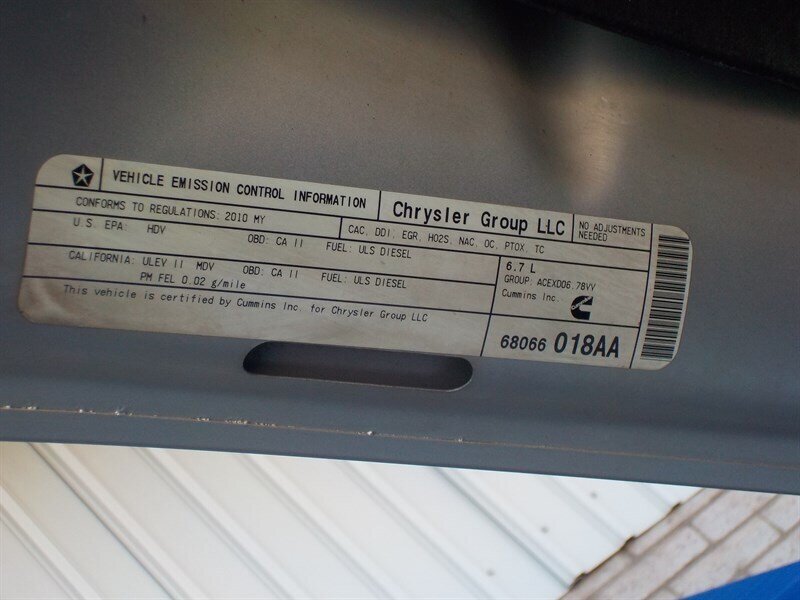 VEHICLE EMISSION CONTROL INFORMATION
Chrysler Group LLC
NO ADJUSTMENTS
NEEDED
CONFORMS TO REGULATIONS: 2010 MY
CAC, DDI, EGR, HO2S, NAC, OC, PTOX, TC
U.S. EPA: HDV OBD: CA II FUEL: ULS DIESEL
CALIFORNIA: ULEV II MDV OBD: CA II FUEL: ULS DIESEL
PM FEL 0.02 g/mile
6.7 L
GROUP: ACEXD06.78VV
Cummins Inc.
This vehicle is certified by Cummins Inc. for Chrysler Group LLC
68066 018AA